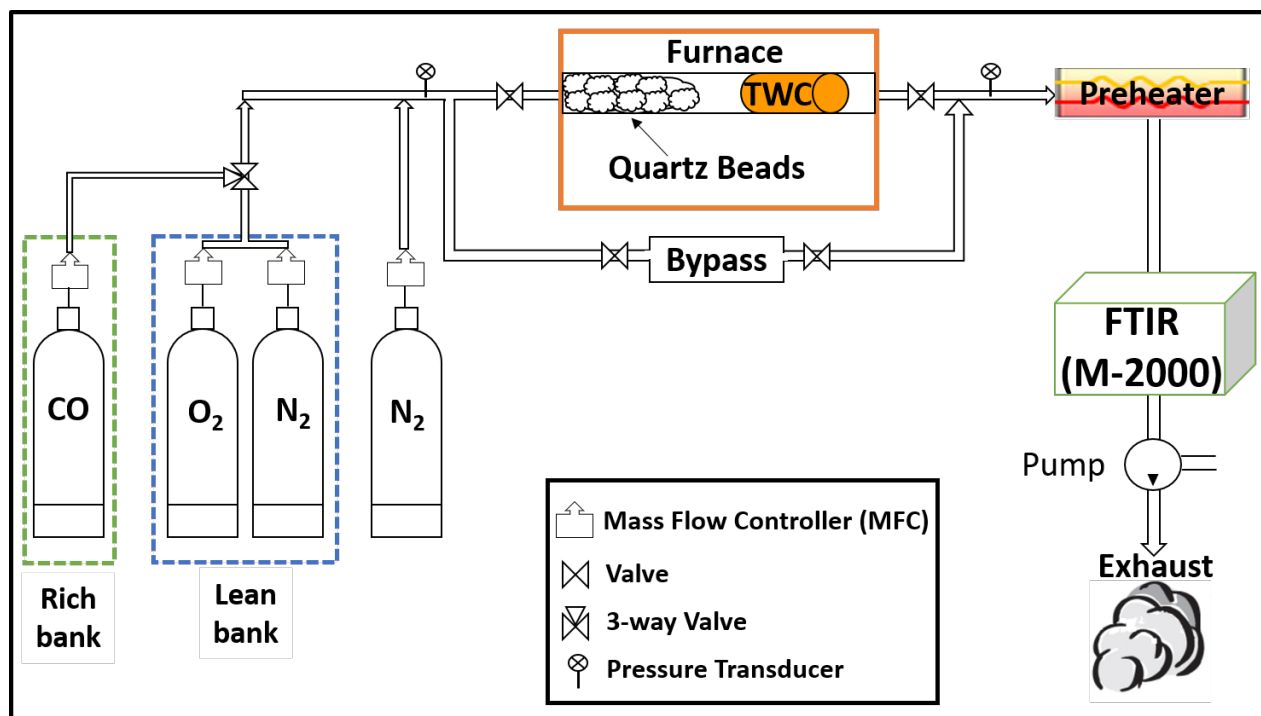 Furnace
TWC
Quartz Beads
Preheater
Bypass
FTIR
(M-2000)
CO
O₂
N₂
N₂
Pump
Exhaust
Rich
bank
Lean
bank
Mass Flow Controller (MFC)
Valve
3-way Valve
Pressure Transducer